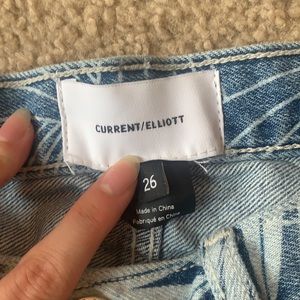 CURRENT/ELLIOTT
26
Made in China
Fabriqué en Chine